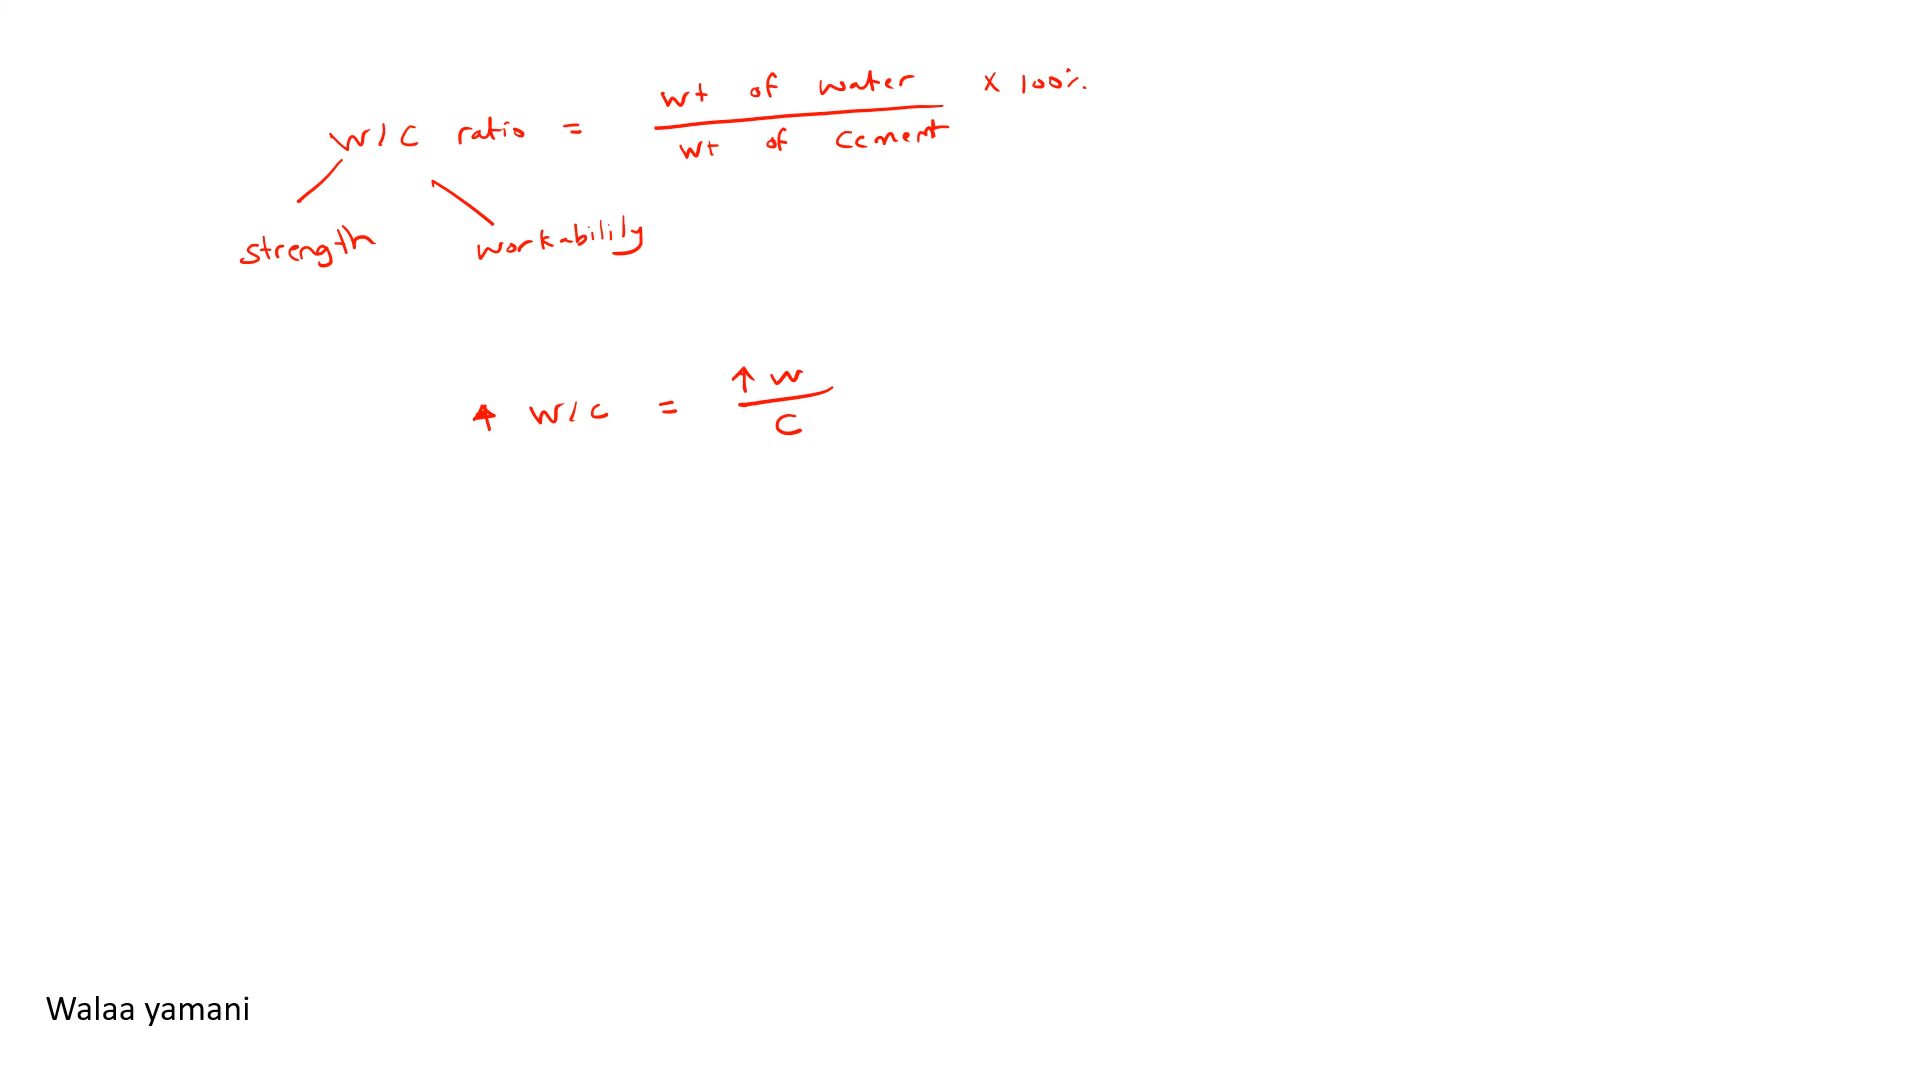 W/C ratio = wt of water / wt of cement x 100%
strength workability
↑ W/C = ↑ W / C
Walaa yamani